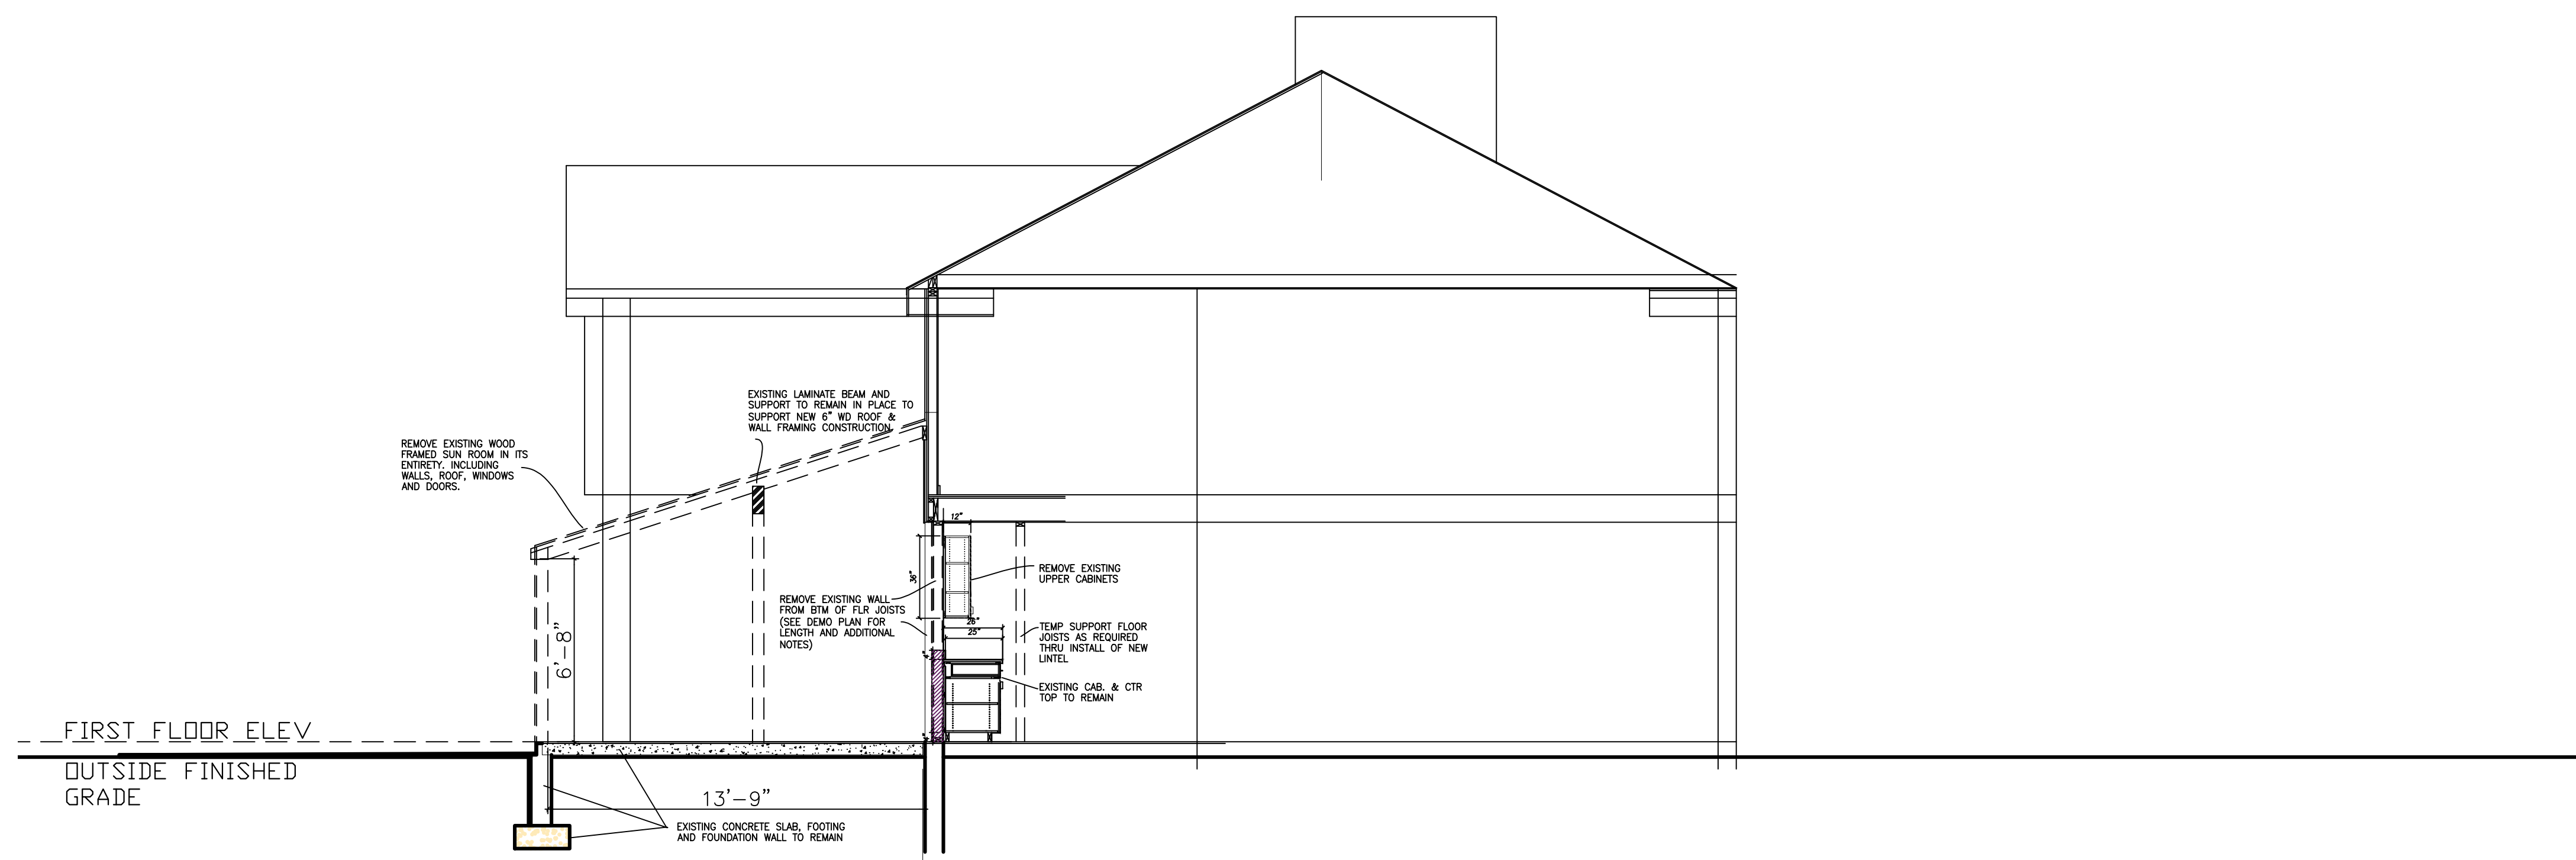 EXISTING LAMINATE BEAM AND
SUPPORT TO REMAIN IN PLACE TO
SUPPORT NEW 6" WD ROOF &
WALL FRAMING CONSTRUCTION
REMOVE EXISTING WOOD
FRAMED SUN ROOM IN ITS
ENTIRETY. INCLUDING
WALLS, ROOF, WINDOWS
AND DOORS.
12"
36"
REMOVE EXISTING
UPPER CABINETS
REMOVE EXISTING WALL
FROM BTM OF FLR JOISTS
(SEE DEMO PLAN FOR
LENGTH AND ADDITIONAL
NOTES)
26"
25"
TEMP SUPPORT FLOOR
JOISTS AS REQUIRED
THRU INSTALL OF NEW
LINTEL
EXISTING CAB. & CTR
TOP TO REMAIN
6'-8"
FIRST FLOOR ELEV
OUTSIDE FINISHED
GRADE
13'-9"
EXISTING CONCRETE SLAB, FOOTING
AND FOUNDATION WALL TO REMAIN